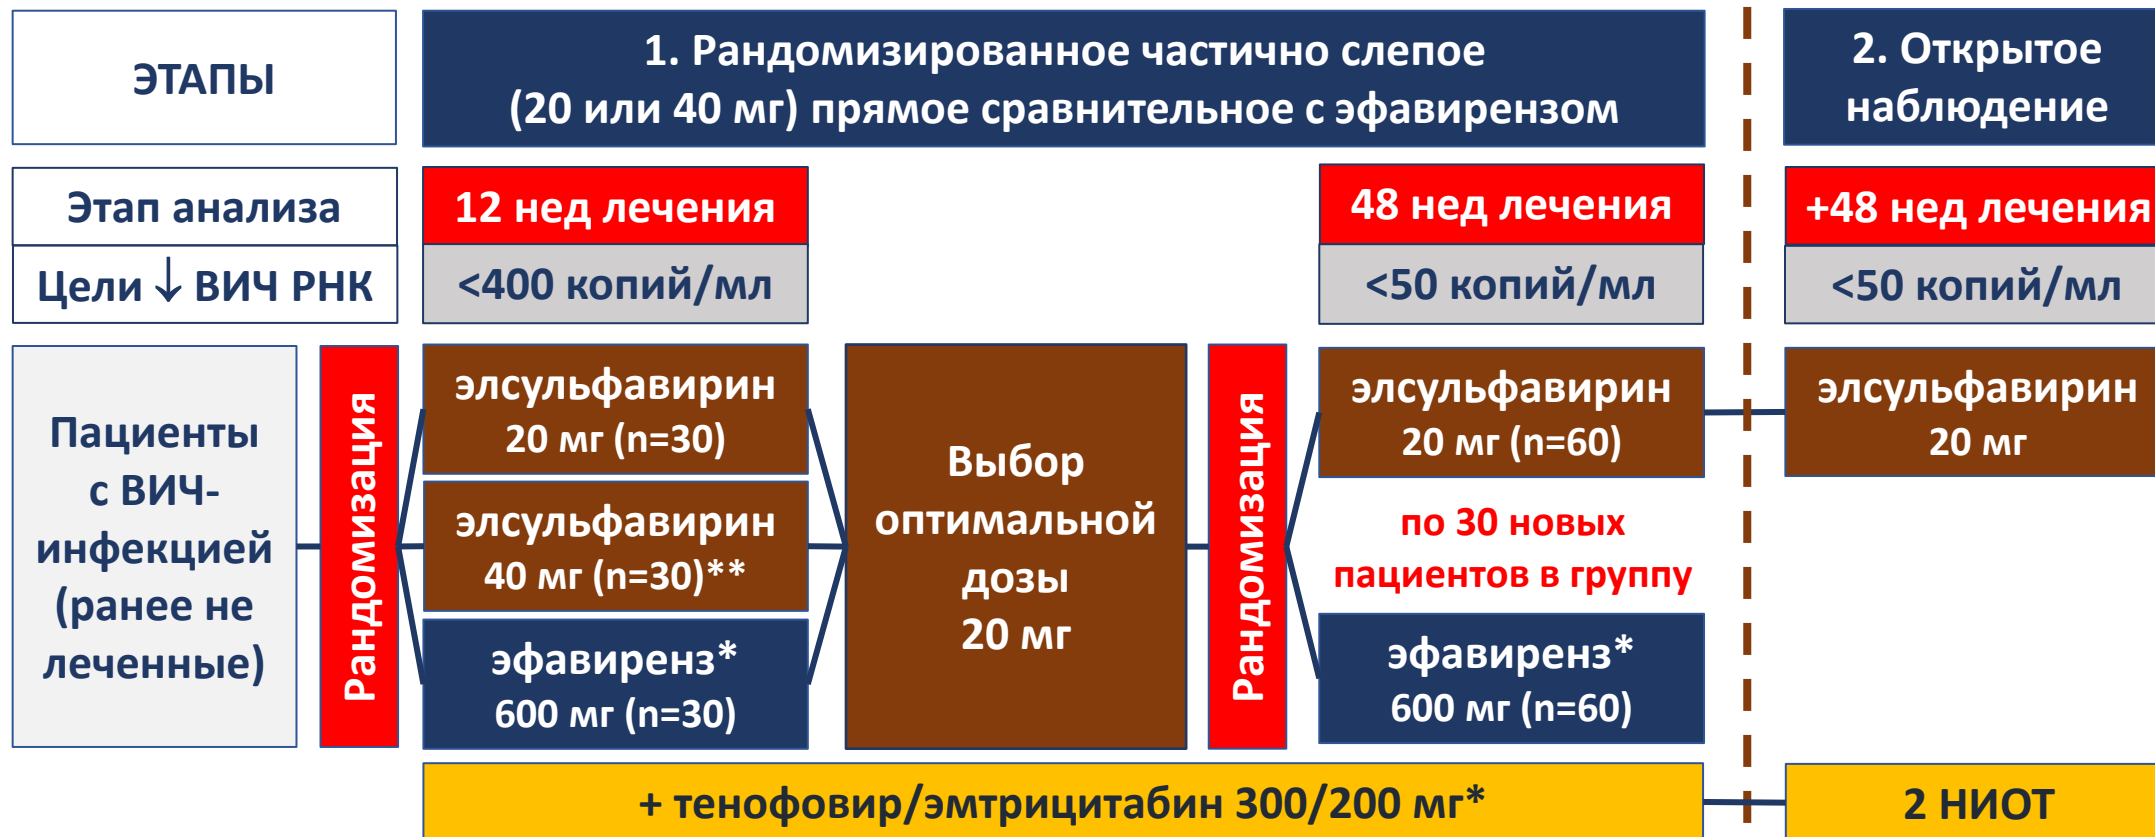 ЭТАПЫ
1. Рандомизированное частично слепое
(20 или 40 мг) прямое сравнительное с эфавирензом
2. Открытое
наблюдение
Этап анализа
12 нед лечения
48 нед лечения
+48 нед лечения
Цели ↓ ВИЧ РНК
<400 копий/мл
<50 копий/мл
<50 копий/мл
Пациенты
с ВИЧ-
инфекцией
(ранее не
леченные)
Рандомизация
элсульфавирин
20 мг (n=30)
элсульфавирин
40 мг (n=30)**
эфавиренз*
600 мг (n=30)
Выбор
оптимальной
дозы
20 мг
Рандомизация
элсульфавирин
20 мг (n=60)
по 30 новых
пациентов в группу
эфавиренз*
600 мг (n=60)
элсульфавирин
20 мг
+ тенофовир/эмтрицитабин 300/200 мг*
2 НИОТ